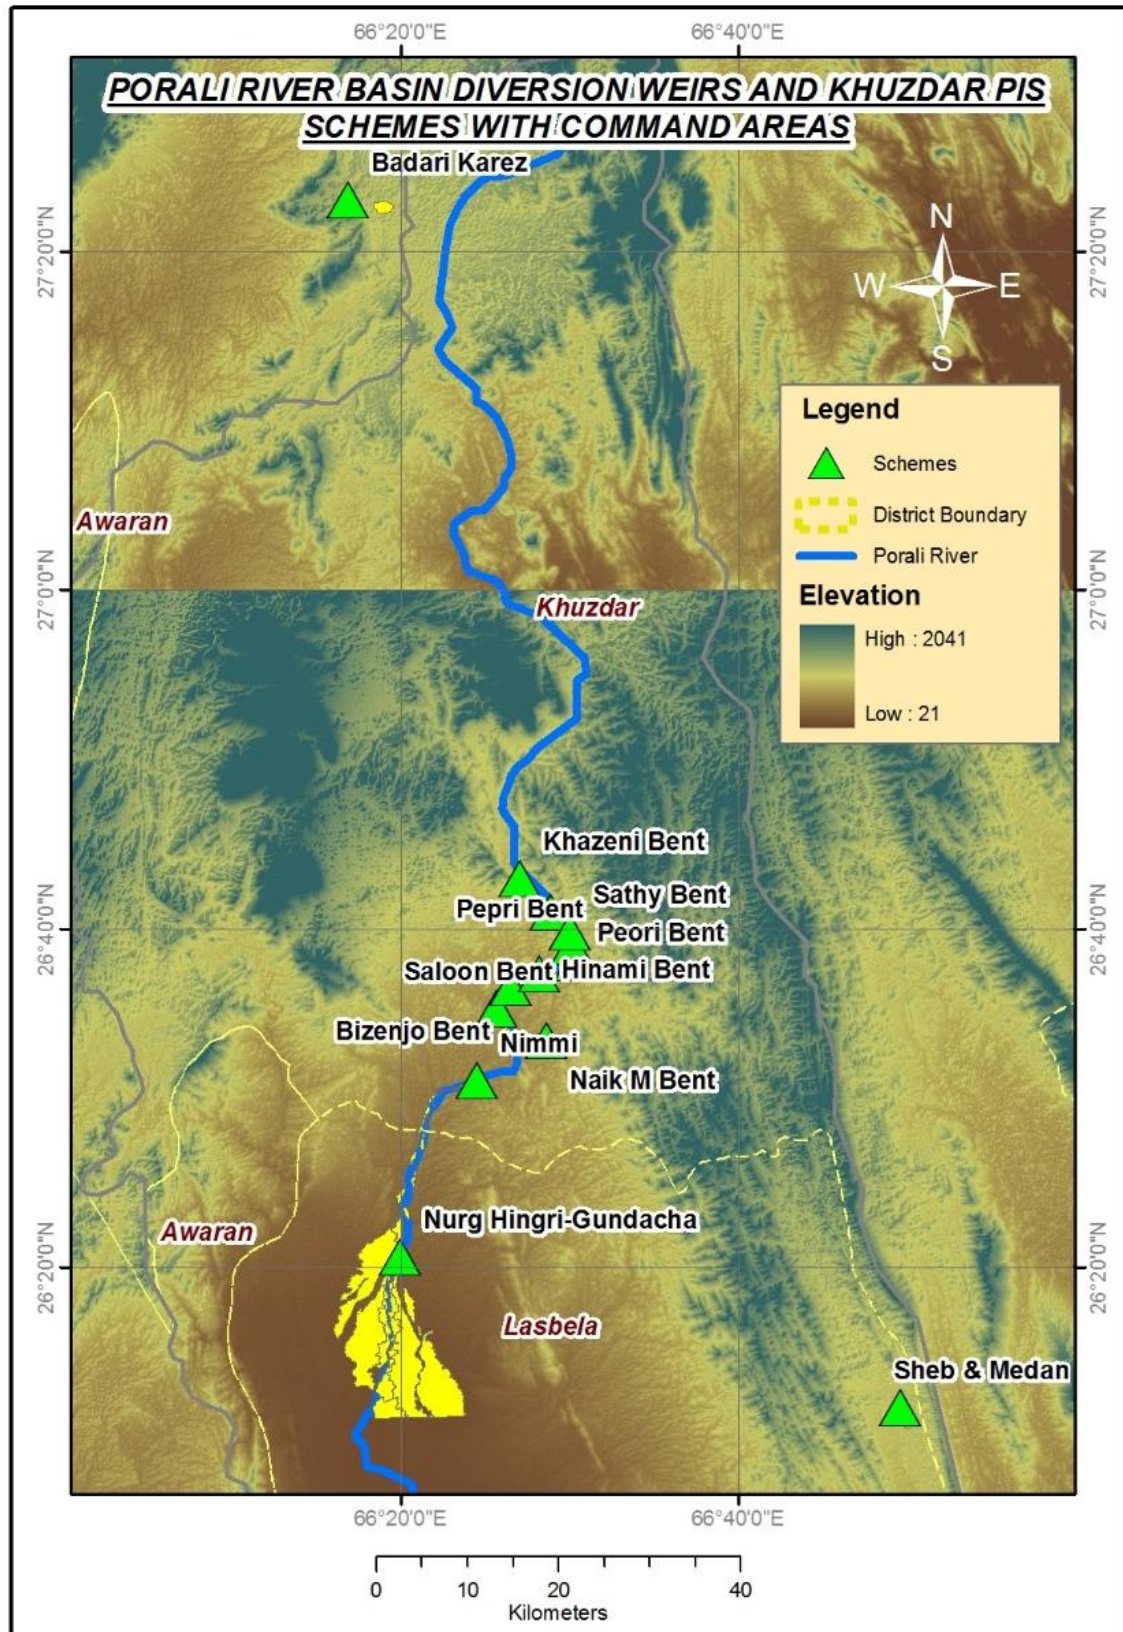 66°20'0"E 66°40'0"E
PORALI RIVER BASIN DIVERSION WEIRS AND KHUZDAR PIS
SCHEMES WITH COMMAND AREAS
Badari Karez
27°20'0"N
27°20'0"N
N
W E
S
Legend
Schemes
District Boundary
Porali River
Elevation
High : 2041
Low : 21
Awaran
27°0'0"N
27°0'0"N
Khuzdar
Khazeni Bent
Sathy Bent
Pepri Bent
Peori Bent
26°40'0"N
26°40'0"N
Saloon Bent
Hinami Bent
Bizenjo Bent
Nimmi
Naik M Bent
Nurg Hingri-Gundacha
Awaran
26°20'0"N
26°20'0"N
Lasbela
Sheb & Medan
66°20'0"E 66°40'0"E
0 10 20 40
Kilometers